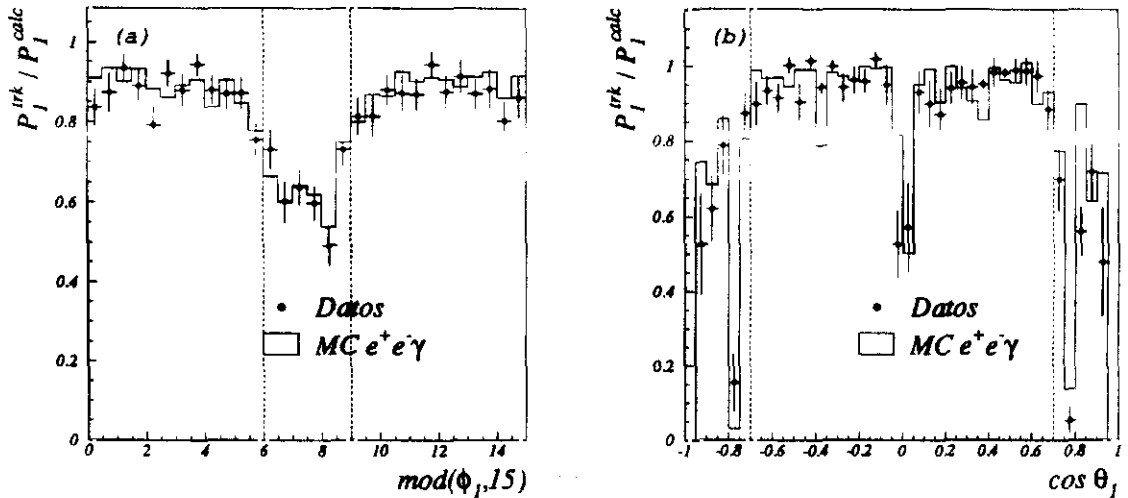 P₁ᵗʳᵏ / P₁ᶜᵃˡᶜ
(a)
1
0.8
0.6
0.4
0.2
0
Datos
MC e⁺e⁻γ
0 2 4 6 8 10 12 14
mod(ϕ₁,15)
P₁ᵗʳᵏ / P₁ᶜᵃˡᶜ
(b)
1
0.8
0.6
0.4
0.2
0
Datos
MC e⁺e⁻γ
-1 -0.8 -0.6 -0.4 -0.2 0 0.2 0.4 0.6 0.8 1
cos θ₁